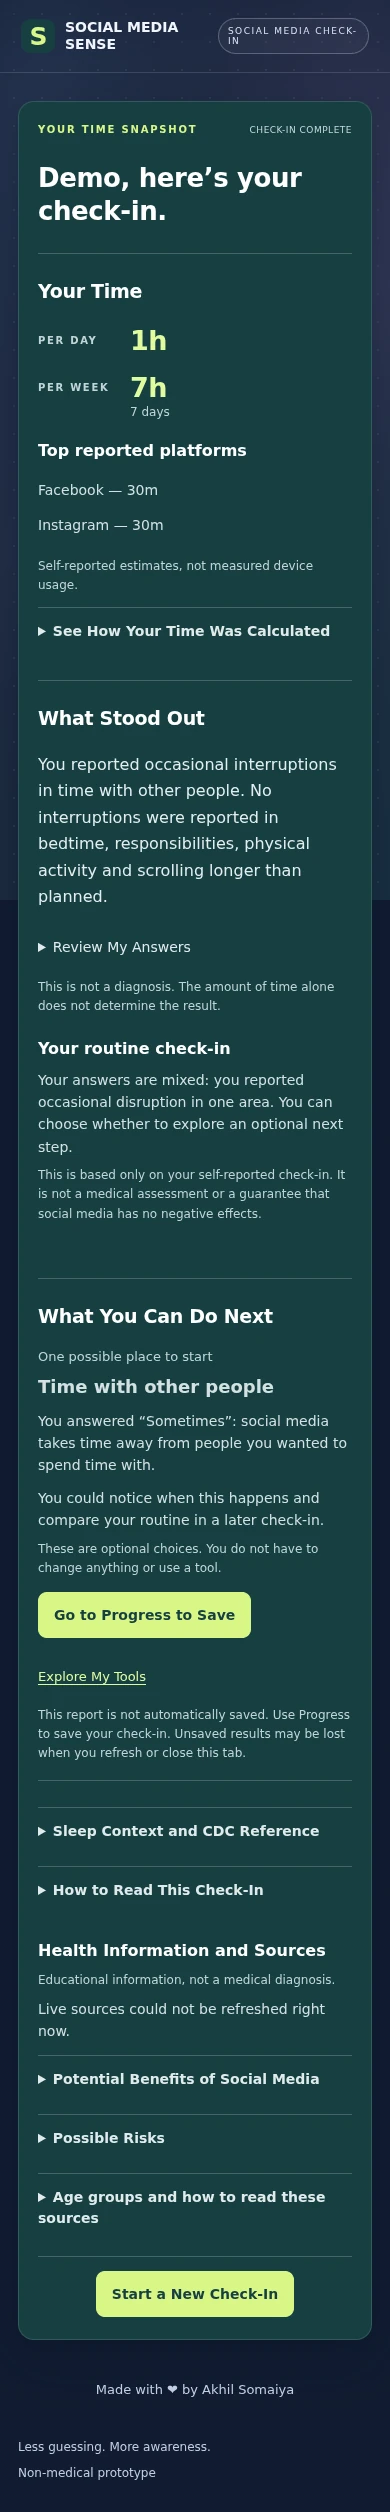 S
SOCIAL MEDIA
SENSE
SOCIAL MEDIA CHECK-
IN
YOUR TIME SNAPSHOT
CHECK-IN COMPLETE
Demo, here’s your
check-in.
Your Time
PER DAY 1h
PER WEEK 7h
7 days
Top reported platforms
Facebook — 30m
Instagram — 30m
Self-reported estimates, not measured device
usage.
▶ See How Your Time Was Calculated
What Stood Out
You reported occasional interruptions
in time with other people. No
interruptions were reported in
bedtime, responsibilities, physical
activity and scrolling longer than
planned.
▶ Review My Answers
This is not a diagnosis. The amount of time alone
does not determine the result.
Your routine check-in
Your answers are mixed: you reported
occasional disruption in one area. You can
choose whether to explore an optional next
step.
This is based only on your self-reported check-in. It
is not a medical assessment or a guarantee that
social media has no negative effects.
What You Can Do Next
One possible place to start
Time with other people
You answered “Sometimes”: social media
takes time away from people you wanted to
spend time with.
You could notice when this happens and
compare your routine in a later check-in.
These are optional choices. You do not have to
change anything or use a tool.
Go to Progress to Save
Explore My Tools
This report is not automatically saved. Use Progress
to save your check-in. Unsaved results may be lost
when you refresh or close this tab.
▶ Sleep Context and CDC Reference
▶ How to Read This Check-In
Health Information and Sources
Educational information, not a medical diagnosis.
Live sources could not be refreshed right
now.
▶ Potential Benefits of Social Media
▶ Possible Risks
▶ Age groups and how to read these
sources
Start a New Check-In
Made with ❤ by Akhil Somaiya
Less guessing. More awareness.
Non-medical prototype